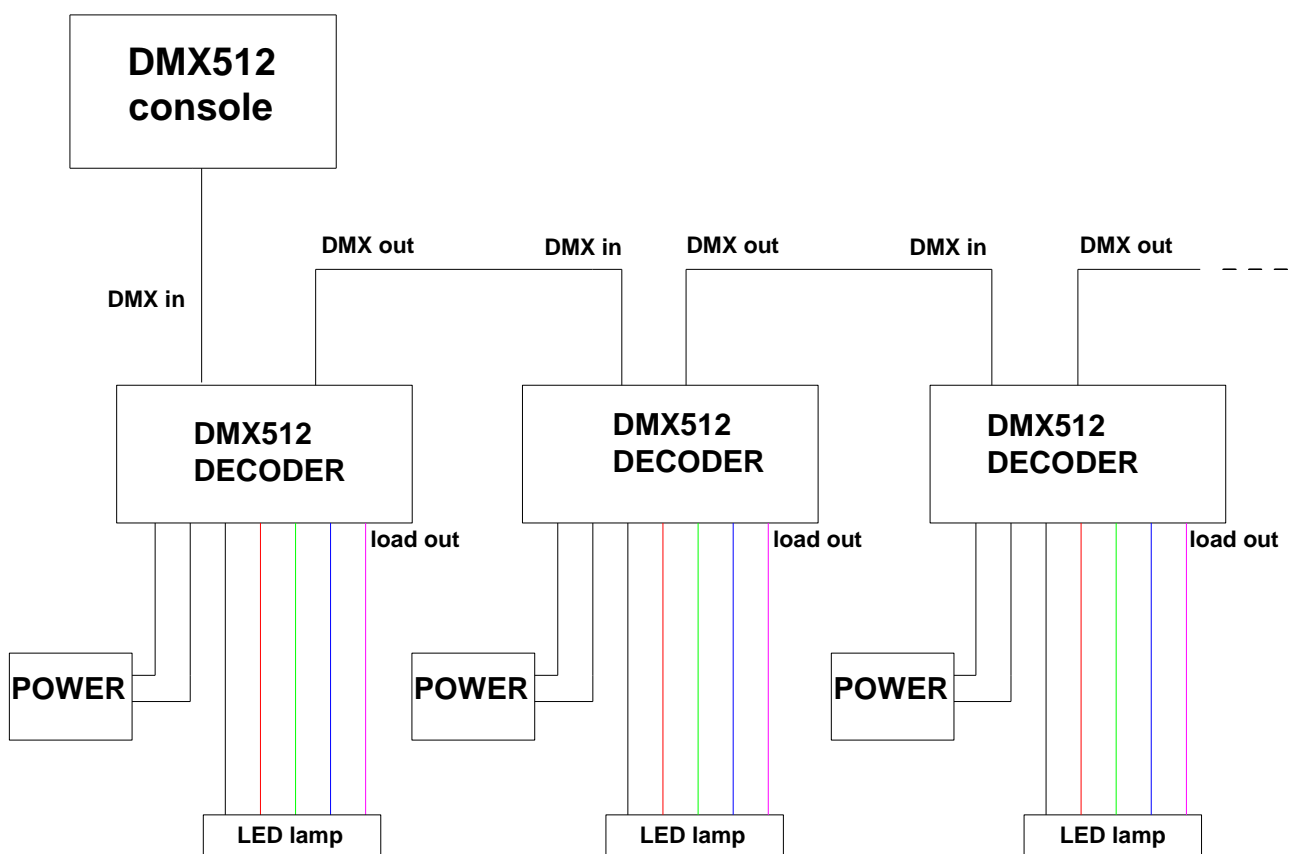 DMX512
console
DMX out
DMX in
DMX out
DMX in
DMX out
DMX in
DMX512
DECODER
DMX512
DECODER
DMX512
DECODER
load out
load out
load out
POWER
POWER
POWER
LED lamp
LED lamp
LED lamp